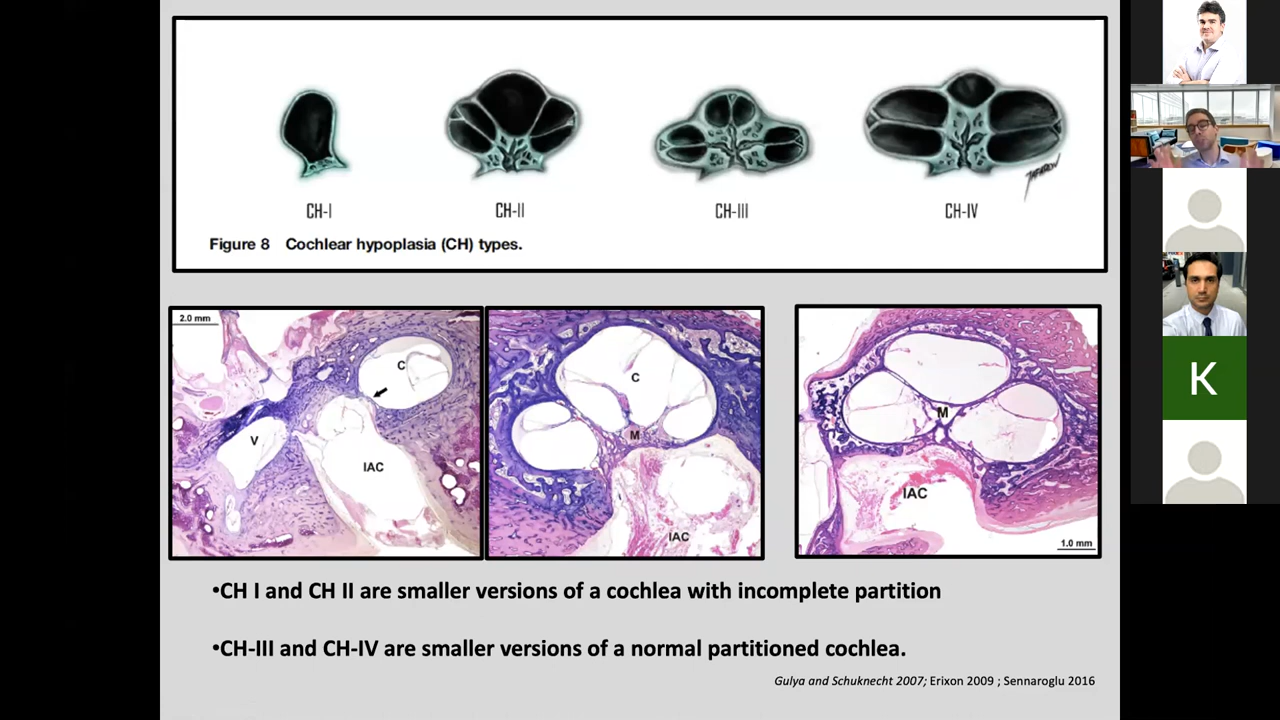 CH-I
CH-II
CH-III
CH-IV
Figure 8 Cochlear hypoplasia (CH) types.
2.0 mm
C
V
IAC
C
M
IAC
M
IAC
1.0 mm
•CH I and CH II are smaller versions of a cochlea with incomplete partition
•CH-III and CH-IV are smaller versions of a normal partitioned cochlea.
Gulya and Schuknecht 2007; Erixon 2009 ; Sennaroglu 2016
K